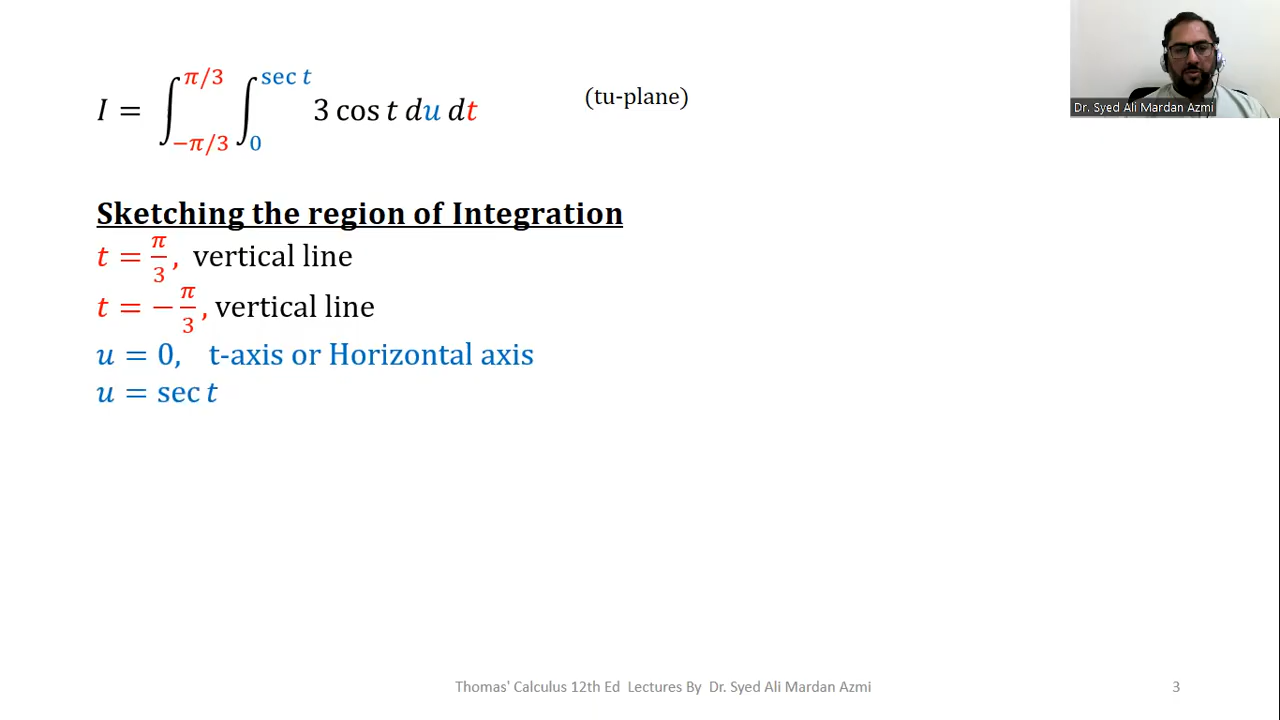 I = ∫_{−π/3}^{π/3} ∫_{0}^{sec t} 3 cos t du dt
(tu-plane)
Dr. Syed Ali Mardan Azmi
Sketching the region of Integration
t = π/3, vertical line
t = −π/3, vertical line
u = 0, t-axis or Horizontal axis
u = sec t
Thomas' Calculus 12th Ed Lectures By Dr. Syed Ali Mardan Azmi
3